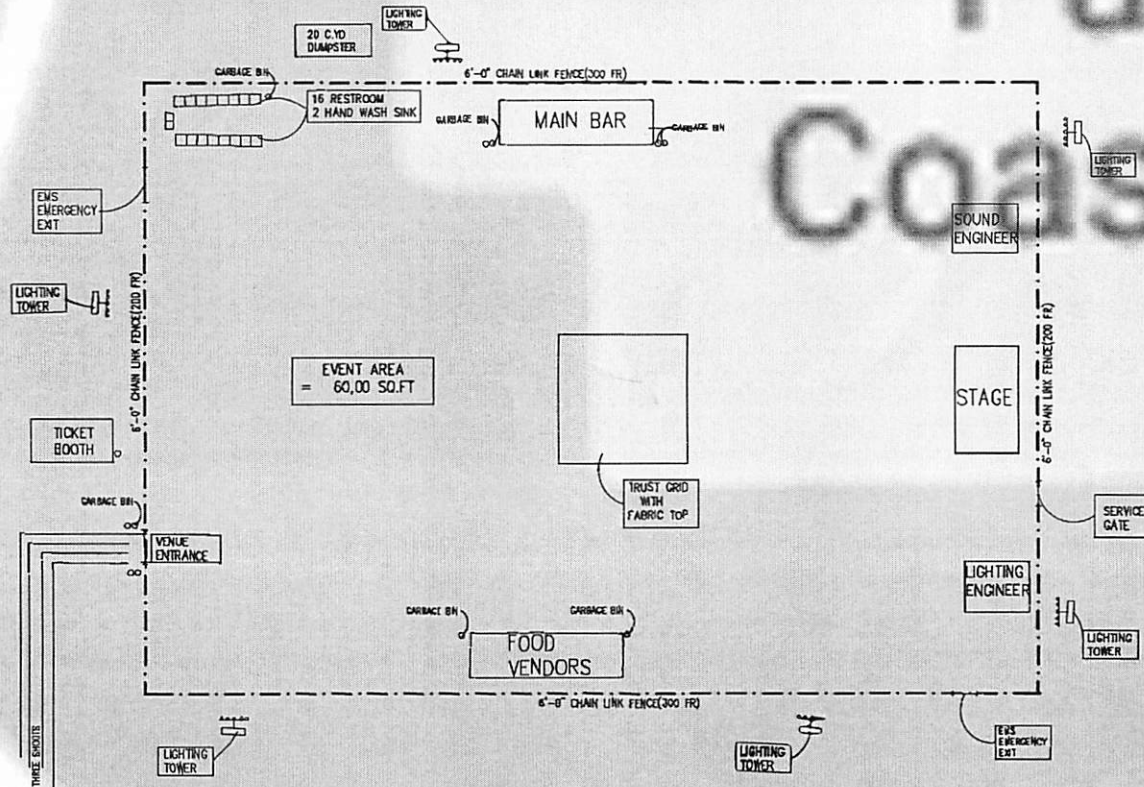 LIGHTING
TOWER
20 C.YD
DUMPSTER
GARBAGE BIN
6'-0" CHAIN LINK FENCE(300 FR)
16 RESTROOM
2 HAND WASH SINK
GARBAGE BIN
MAIN BAR
GARBAGE BIN
Coas
LIGHTING
TOWER
EMS
EMERGENCY
EXIT
SOUND
ENGINEER
LIGHTING
TOWER
6'-0" CHAIN LINK FENCE(200 FR)
EVENT AREA
= 60,00 SQ.FT
STAGE
6'-0" CHAIN LINK FENCE(200 FR)
TICKET
BOOTH
TRUST GRID
WITH
FABRIC TOP
GARBAGE BIN
VENUE
ENTRANCE
SERVICE
GATE
LIGHTING
ENGINEER
GARBAGE BIN
GARBAGE BIN
FOOD
VENDORS
LIGHTING
TOWER
6'-0" CHAIN LINK FENCE(300 FR)
THREE SHOOTS
LIGHTING
TOWER
LIGHTING
TOWER
EMS
EMERGENCY
EXIT